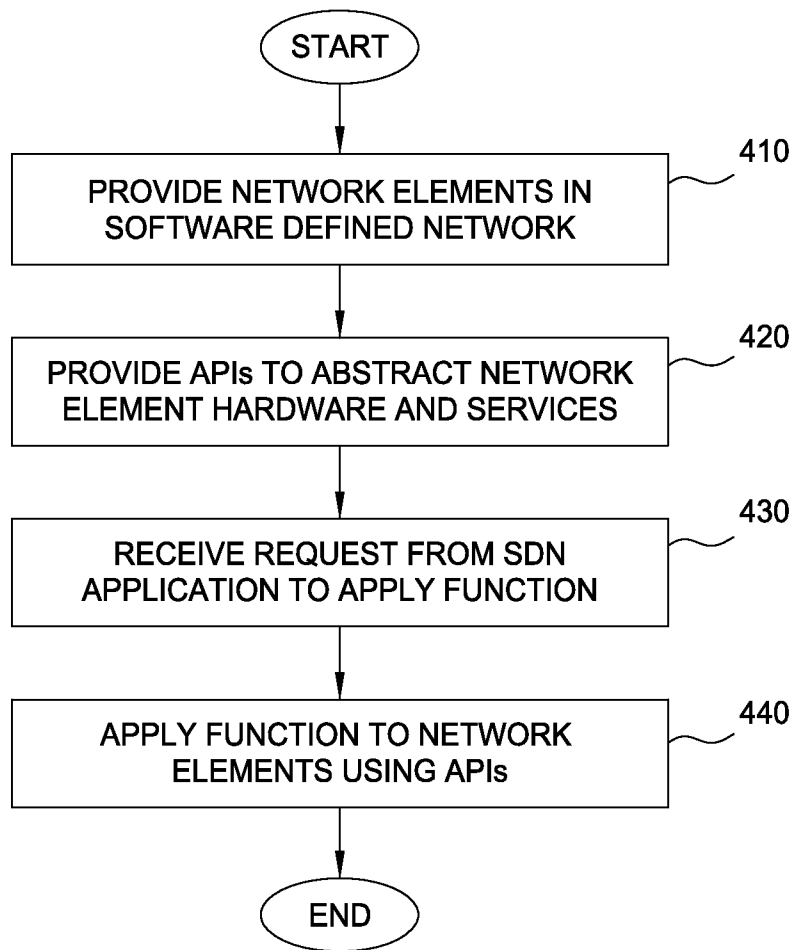 START
410
PROVIDE NETWORK ELEMENTS IN
SOFTWARE DEFINED NETWORK
420
PROVIDE APIs TO ABSTRACT NETWORK
ELEMENT HARDWARE AND SERVICES
430
RECEIVE REQUEST FROM SDN
APPLICATION TO APPLY FUNCTION
440
APPLY FUNCTION TO NETWORK
ELEMENTS USING APIs
END